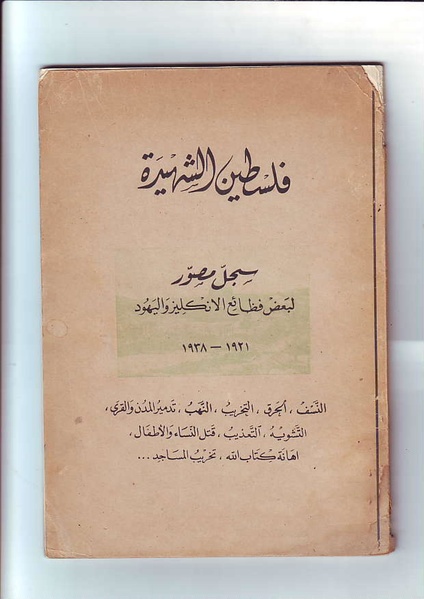 فلسطين الشهيدة
سجل مصور
لبعض فظائع الانكليز واليهود
١٩٢١ — ١٩٣٨
النسف ، الحرق ، التخريب ، النهب ، تدمير المدن والقرى ،
التشويه ، التعذيب ، قتل النساء والأطفال ،
اهانة كتاب الله ، تخريب المساجد ...